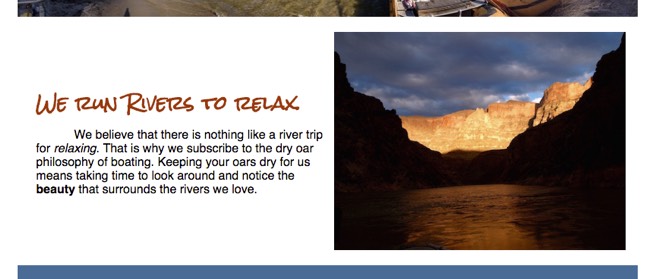 We run Rivers to relax.
We believe that there is nothing like a river trip
for relaxing. That is why we subscribe to the dry oar
philosophy of boating. Keeping your oars dry for us
means taking time to look around and notice the
beauty that surrounds the rivers we love.